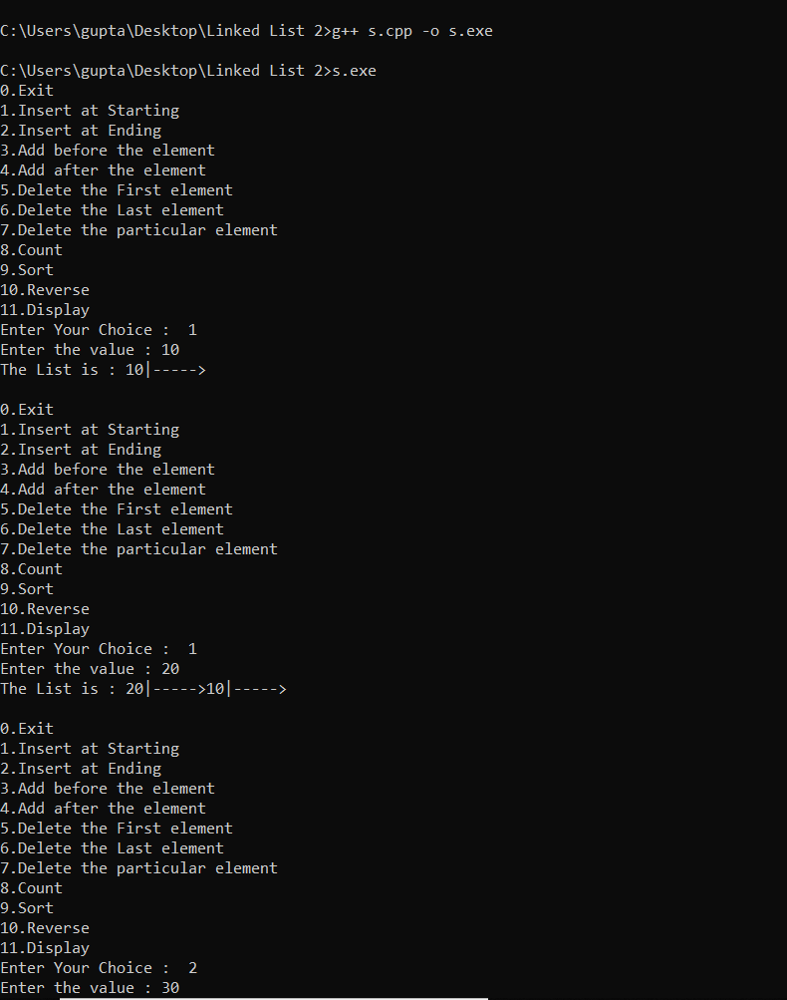 C:\Users\gupta\Desktop\Linked List 2>g++ s.cpp -o s.exe
C:\Users\gupta\Desktop\Linked List 2>s.exe
0.Exit
1.Insert at Starting
2.Insert at Ending
3.Add before the element
4.Add after the element
5.Delete the First element
6.Delete the Last element
7.Delete the particular element
8.Count
9.Sort
10.Reverse
11.Display
Enter Your Choice :  1
Enter the value : 10
The List is : 10|----->
0.Exit
1.Insert at Starting
2.Insert at Ending
3.Add before the element
4.Add after the element
5.Delete the First element
6.Delete the Last element
7.Delete the particular element
8.Count
9.Sort
10.Reverse
11.Display
Enter Your Choice :  1
Enter the value : 20
The List is : 20|----->10|----->
0.Exit
1.Insert at Starting
2.Insert at Ending
3.Add before the element
4.Add after the element
5.Delete the First element
6.Delete the Last element
7.Delete the particular element
8.Count
9.Sort
10.Reverse
11.Display
Enter Your Choice :  2
Enter the value : 30